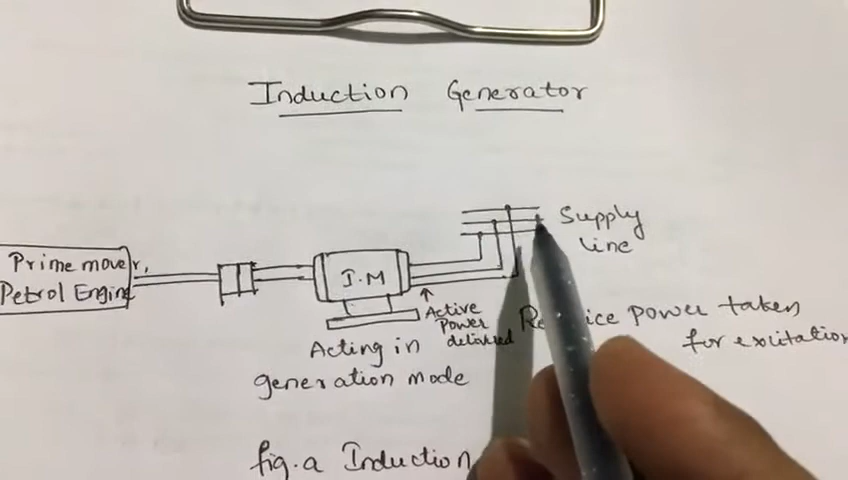 Induction Generator
Supply
line
Prime mover,
Petrol Engine
I.M
Active
Power
delivered
power taken
for excitation
Acting in
generation mode
fig.a Induction